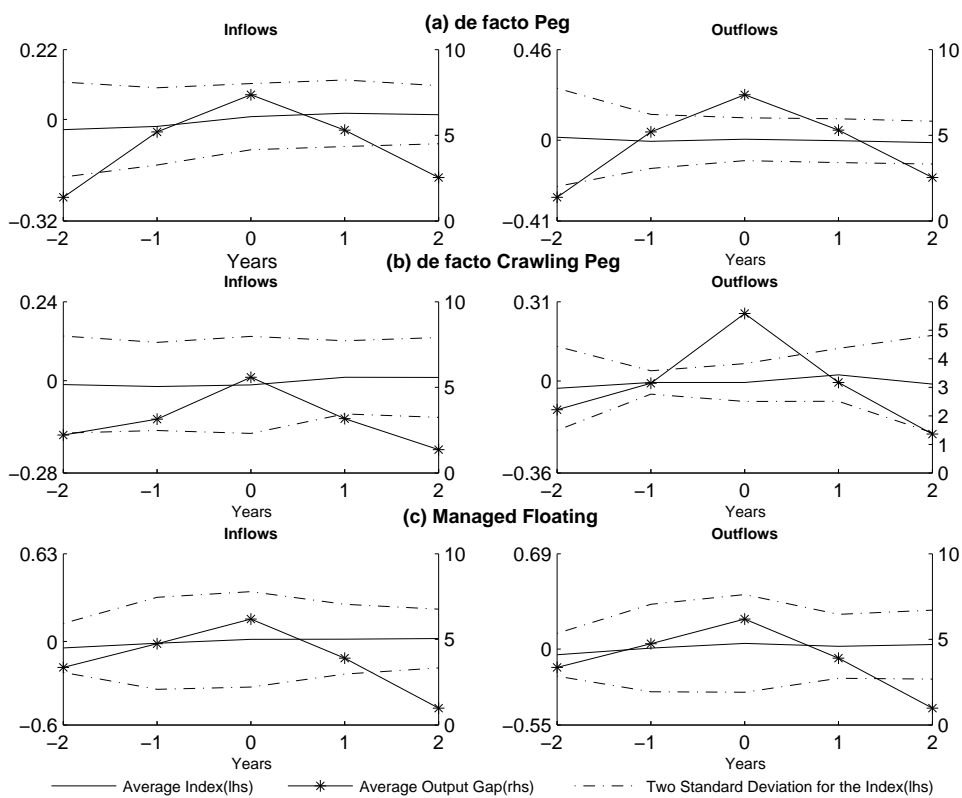 (a) de facto Peg
Inflows
0.22
0
−0.32
10
5
0
−2 −1 0 1 2
Years
Outflows
0.46
0
−0.41
10
5
0
−2 −1 0 1 2
Years
(b) de facto Crawling Peg
Inflows
0.24
0
−0.28
10
5
0
−2 −1 0 1 2
Years
Outflows
0.31
0
−0.36
6
5
4
3
2
1
0
−2 −1 0 1 2
Years
(c) Managed Floating
Inflows
0.63
0
−0.6
10
5
0
−2 −1 0 1 2
Years
Outflows
0.69
0
−0.55
10
5
0
−2 −1 0 1 2
Years
Average Index(lhs) Average Output Gap(rhs) Two Standard Deviation for the Index(lhs)